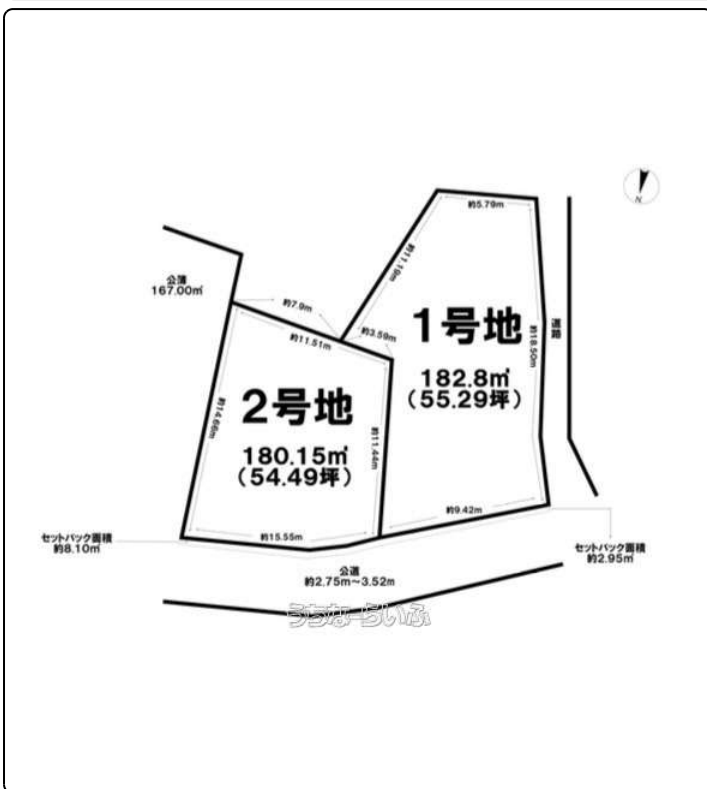 N
約5.79m
公簿
167.00㎡
約11.19m
約7.9m
約3.59m
約11.51m
1号地
182.8㎡
(55.29坪)
約18.50m
道路
2号地
180.15㎡
(54.49坪)
約14.66m
約11.44m
約9.42m
約15.55m
セットバック面積
約8.10㎡
セットバック面積
約2.95㎡
公道
約2.75m～3.52m
うちなーらいふ